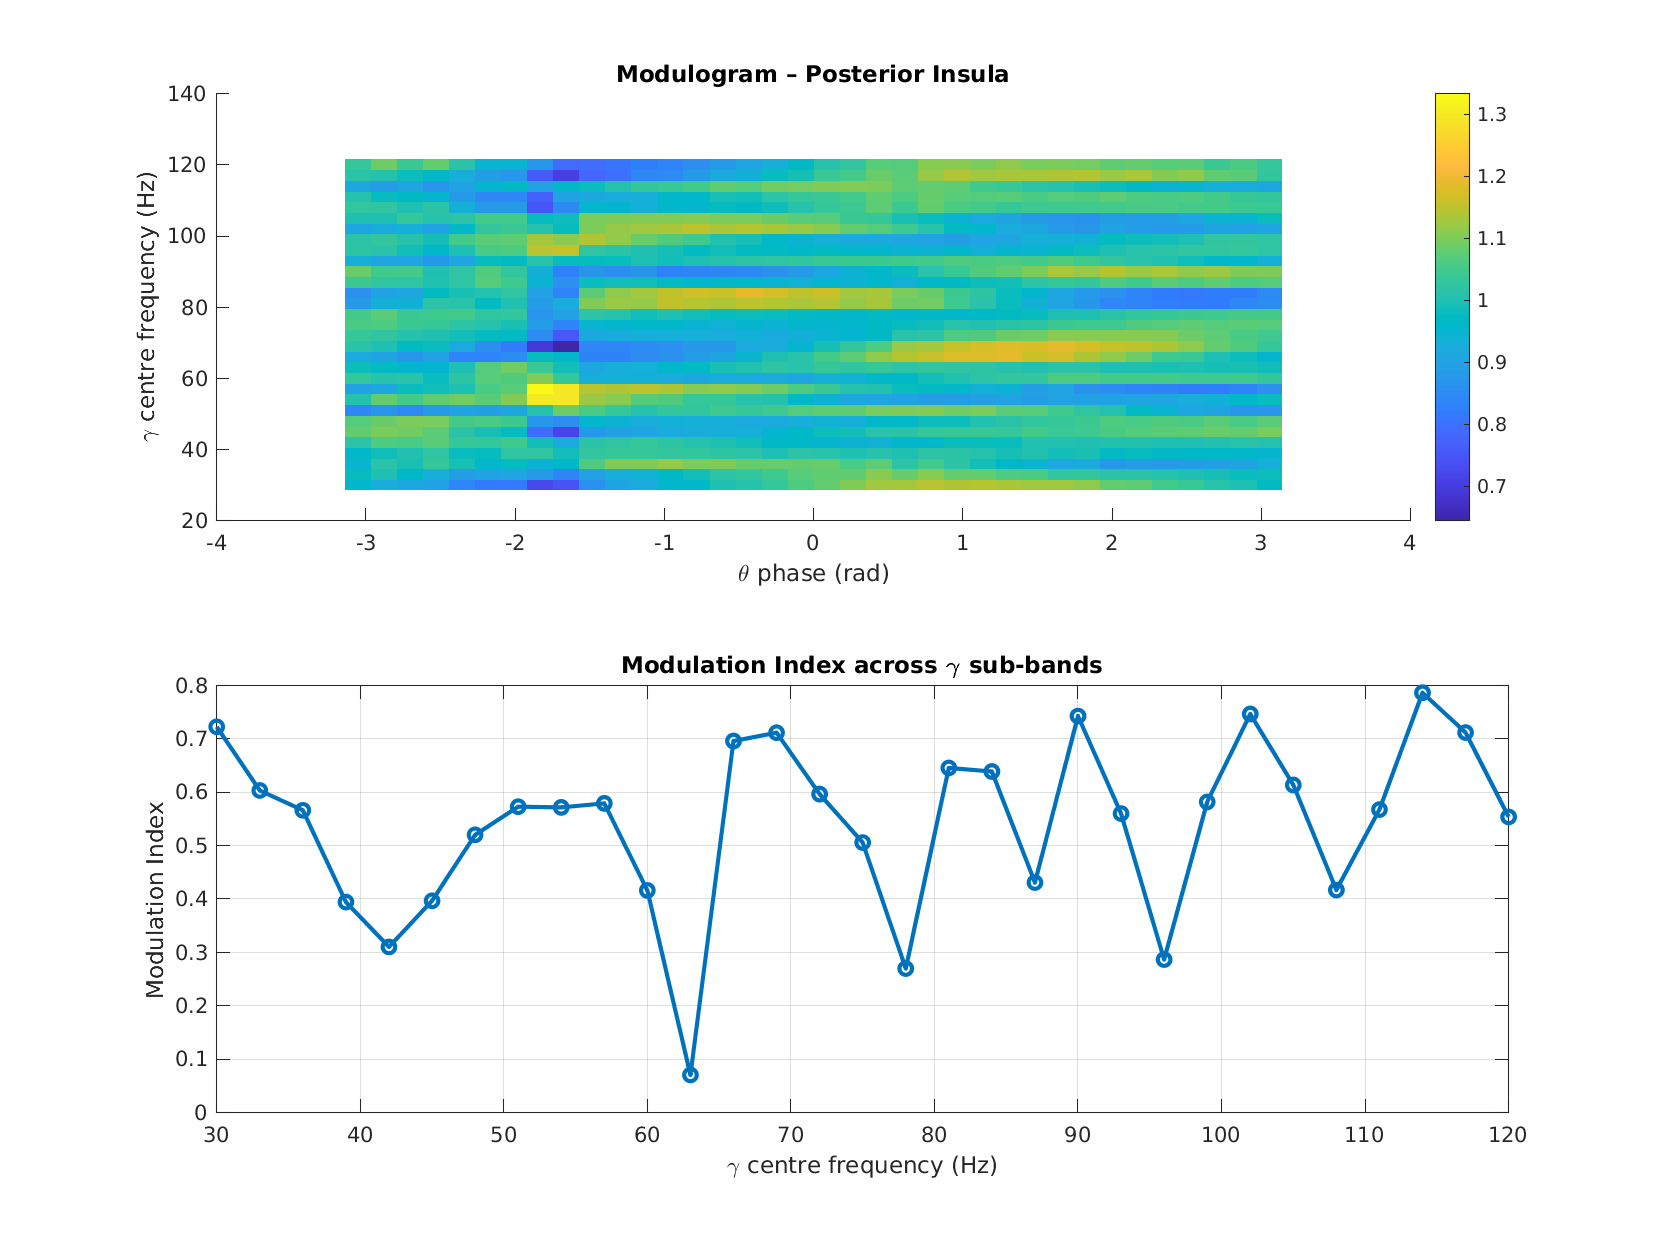 Modulogram – Posterior Insula
140
120
100
80
60
40
20
γ centre frequency (Hz)
-4 -3 -2 -1 0 1 2 3 4
θ phase (rad)
1.3
1.2
1.1
1
0.9
0.8
0.7
Modulation Index across γ sub-bands
0.8
0.7
0.6
0.5
0.4
0.3
0.2
0.1
0
Modulation Index
30 40 50 60 70 80 90 100 110 120
γ centre frequency (Hz)